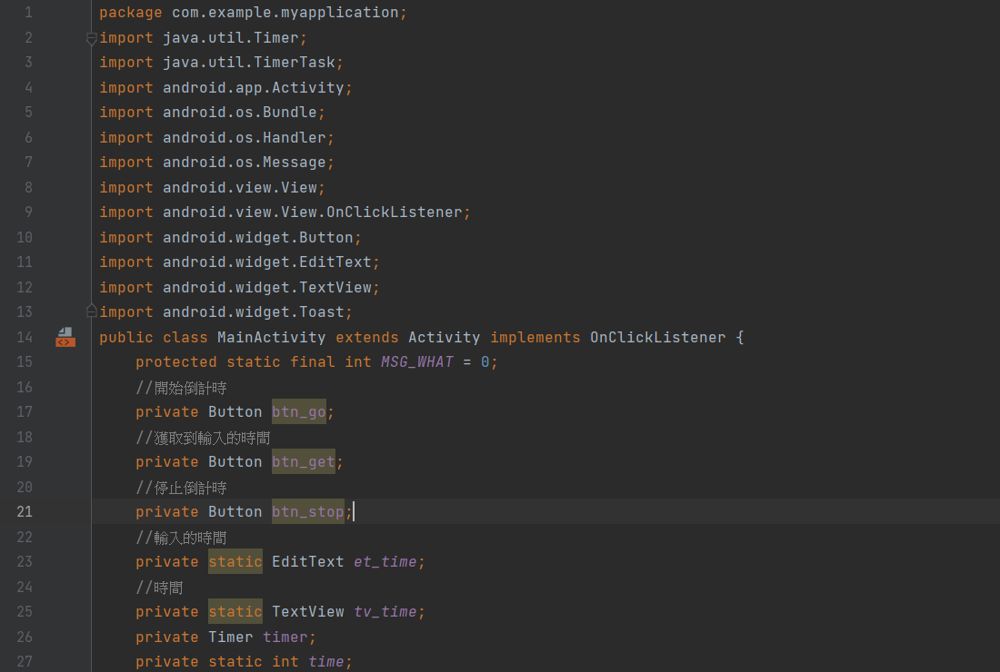 1 package com.example.myapplication;
2 import java.util.Timer;
3 import java.util.TimerTask;
4 import android.app.Activity;
5 import android.os.Bundle;
6 import android.os.Handler;
7 import android.os.Message;
8 import android.view.View;
9 import android.view.View.OnClickListener;
10 import android.widget.Button;
11 import android.widget.EditText;
12 import android.widget.TextView;
13 import android.widget.Toast;
14 public class MainActivity extends Activity implements OnClickListener {
15 protected static final int MSG_WHAT = 0;
16 //開始倒計時
17 private Button btn_go;
18 //獲取到輸入的時間
19 private Button btn_get;
20 //停止倒計時
21 private Button btn_stop;
22 //輸入的時間
23 private static EditText et_time;
24 //時間
25 private static TextView tv_time;
26 private Timer timer;
27 private static int time;